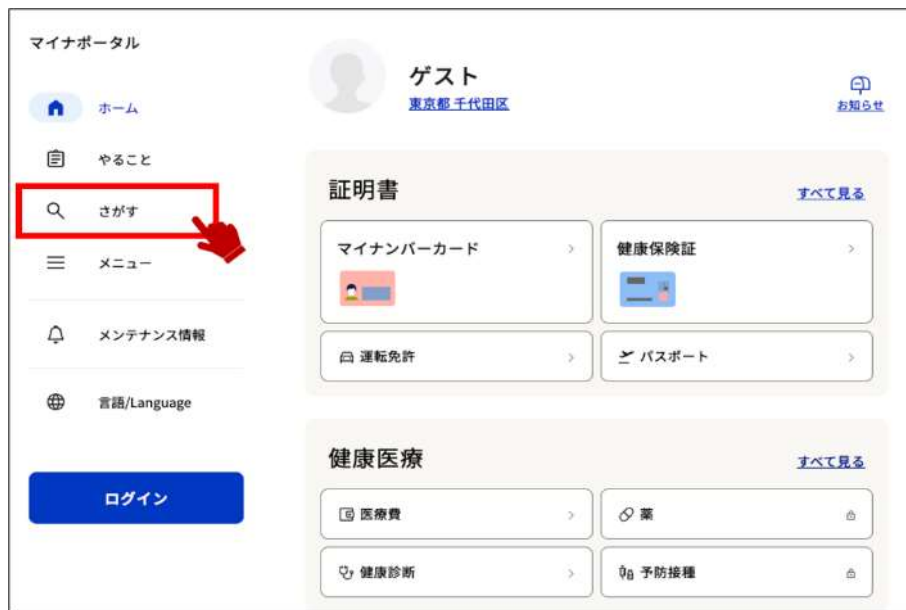 マイナポータル
ホーム
やること
さがす
メニュー
メンテナンス情報
言語/Language
ログイン
ゲスト
東京都 千代田区
お知らせ
証明書
すべて見る
マイナンバーカード
健康保険証
運転免許
パスポート
健康医療
すべて見る
医療費
薬
健康診断
予防接種